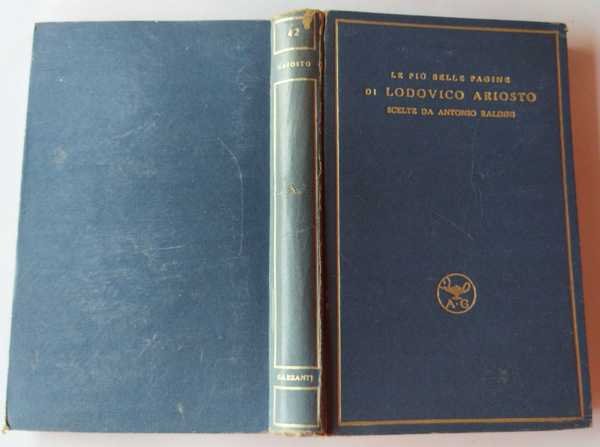 42
ARIOSTO
GARZANTI
LE PIÙ BELLE PAGINE
DI LODOVICO ARIOSTO
SCELTE DA ANTONIO BALDINI
A·G